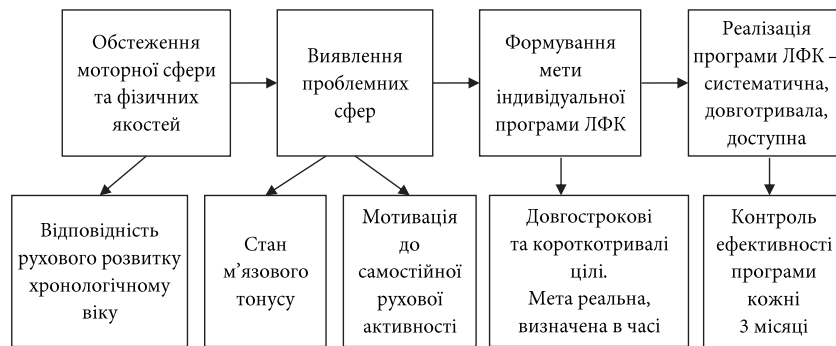 Обстеження
моторної сфери
та фізичних
якостей
Виявлення
проблемних
сфер
Формування
мети
індивідуальної
програми ЛФК
Реалізація
програми ЛФК –
систематична,
довготривала,
доступна
Відповідність
рухового розвитку
хронологічному
віку
Стан
м’язового
тонусу
Мотивація
до
самостійної
рухової
активності
Довгострокові
та короткотривалі
цілі.
Мета реальна,
визначена в часі
Контроль
ефективності
програми
кожні
3 місяці